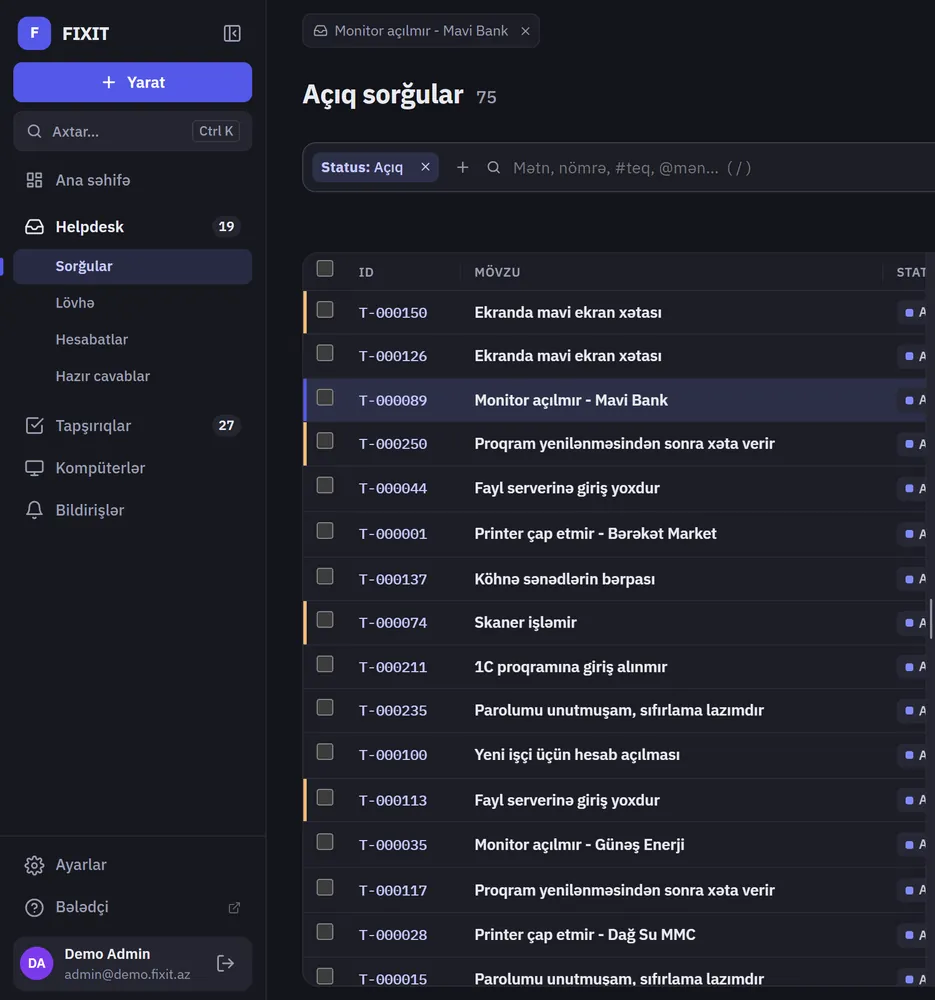 F FIXIT
+ Yarat
Axtar... Ctrl K
Ana səhifə
Helpdesk 19
Sorğular
Lövhə
Hesabatlar
Hazır cavablar
Tapşırıqlar 27
Kompüterlər
Bildirişlər
Ayarlar
Bələdçi
DA Demo Admin
admin@demo.fixit.az
Monitor açılmır - Mavi Bank ×
Açıq sorğular 75
Status: Açıq × + Mətn, nömrə, #teq, @mən... ( / )
ID MÖVZU STAT
T-000150 Ekranda mavi ekran xətası A
T-000126 Ekranda mavi ekran xətası A
T-000089 Monitor açılmır - Mavi Bank A
T-000250 Proqram yenilənməsindən sonra xəta verir A
T-000044 Fayl serverinə giriş yoxdur A
T-000001 Printer çap etmir - Bərəkət Market A
T-000137 Köhnə sənədlərin bərpası A
T-000074 Skaner işləmir A
T-000211 1C proqramına giriş alınmır A
T-000235 Parolumu unutmuşam, sıfırlama lazımdır A
T-000100 Yeni işçi üçün hesab açılması A
T-000113 Fayl serverinə giriş yoxdur A
T-000035 Monitor açılmır - Günəş Enerji A
T-000117 Proqram yenilənməsindən sonra xəta verir A
T-000028 Printer çap etmir - Dağ Su MMC A
T-000015 Parolumu unutmuşam, sıfırlama lazımdır A